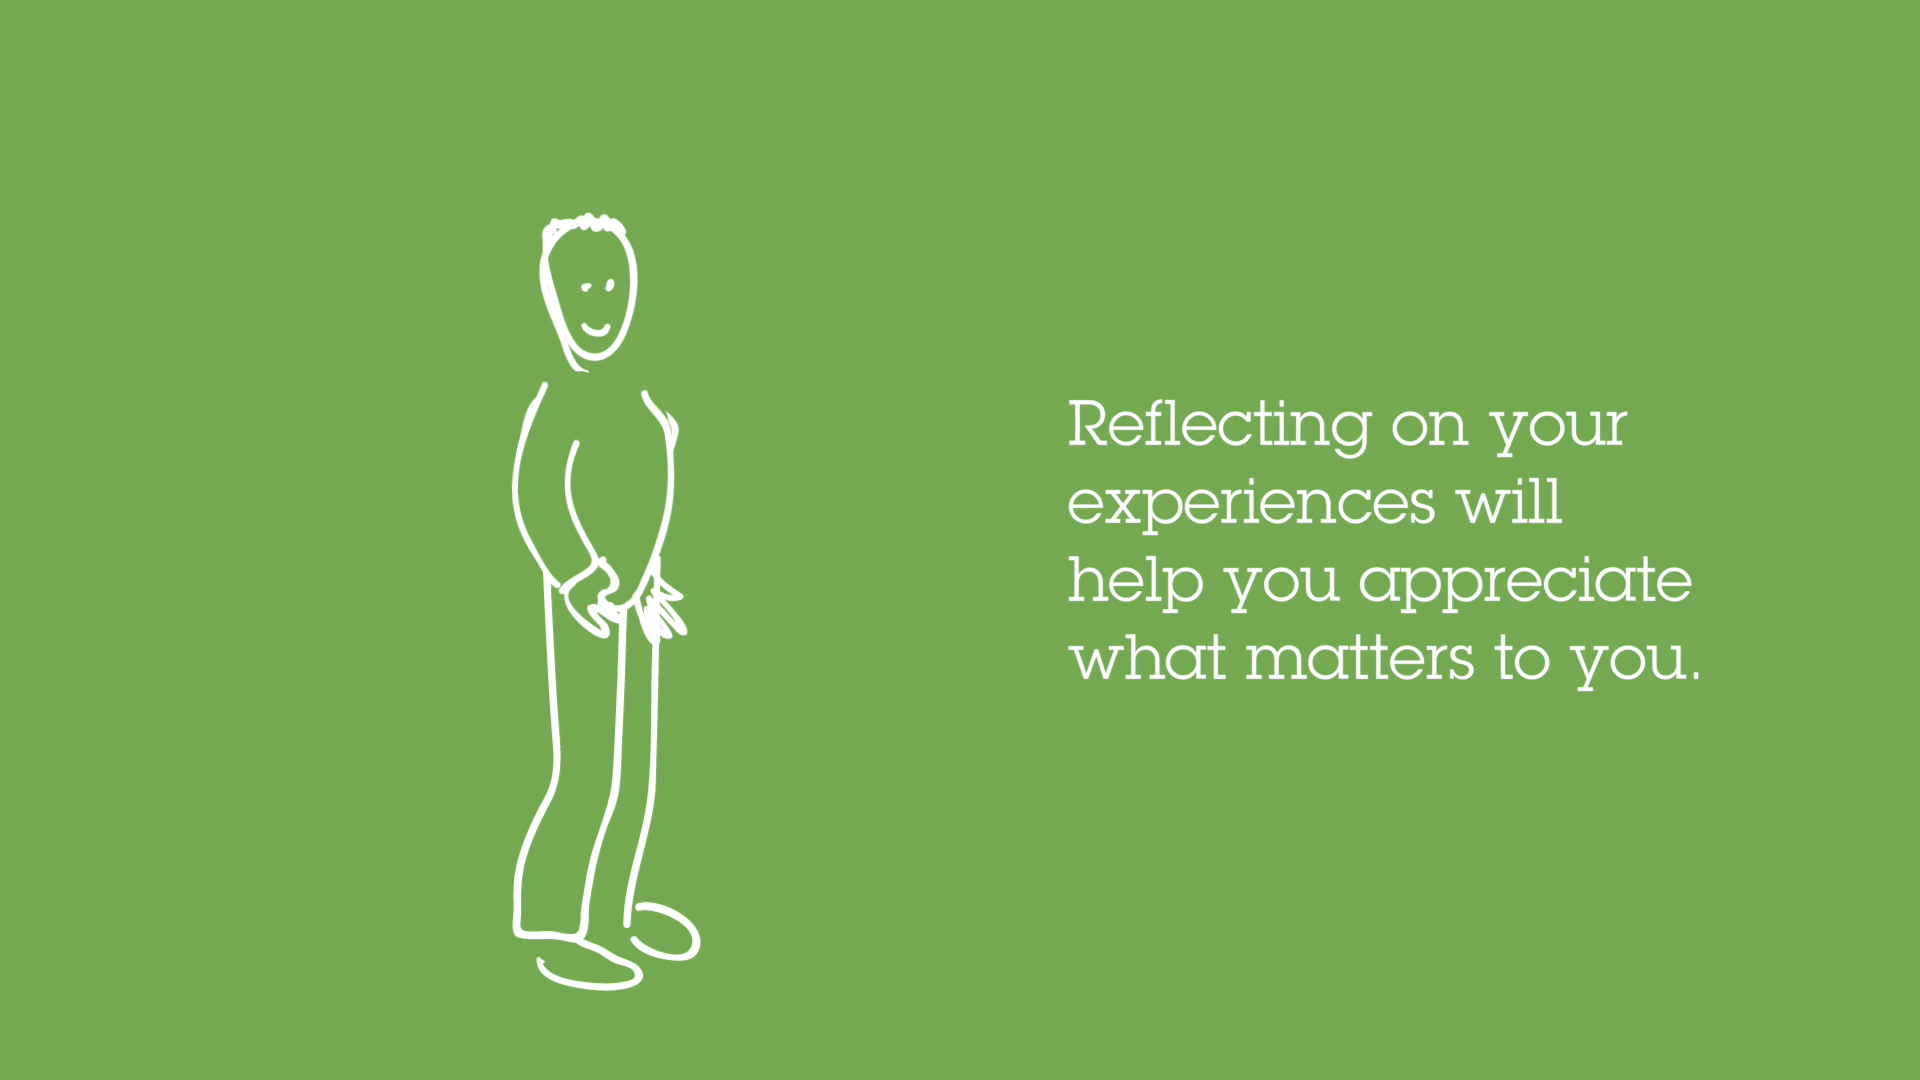 Reflecting on your
experiences will
help you appreciate
what matters to you.